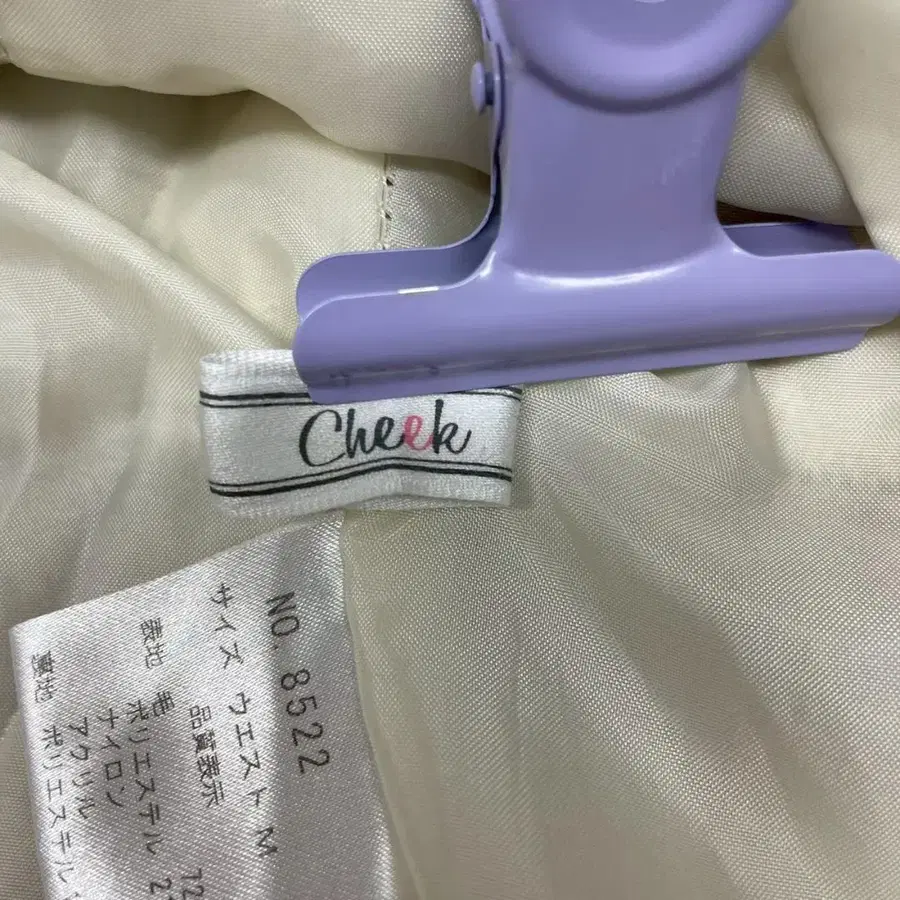 Cheek
NO. 8522
サイズ ウエスト M
品質表示
表地 毛 72
ポリエステル 2
ナイロン
アクリル
裏地 ポリエステル